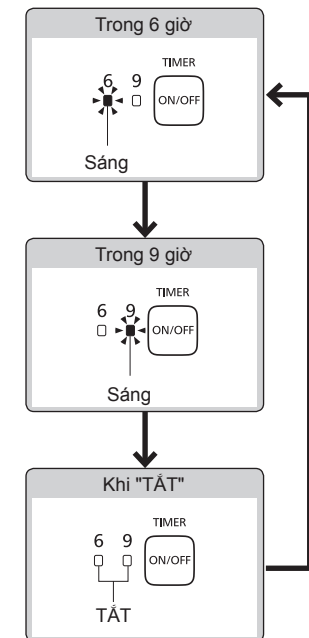 Trong 6 giờ
TIMER
6 9
ON/OFF
Sáng
Trong 9 giờ
TIMER
6 9
ON/OFF
Sáng
Khi "TẮT"
TIMER
6 9
ON/OFF
TẮT